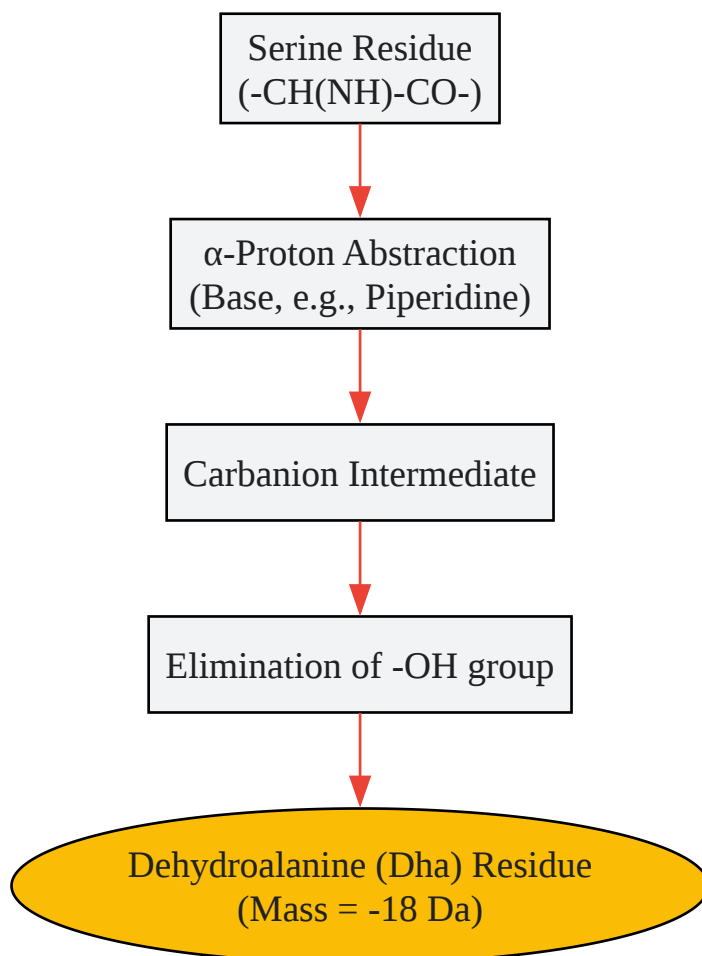 Serine Residue
(-CH(NH)-CO-)
α-Proton Abstraction
(Base, e.g., Piperidine)
Carbanion Intermediate
Elimination of -OH group
Dehydroalanine (Dha) Residue
(Mass = -18 Da)